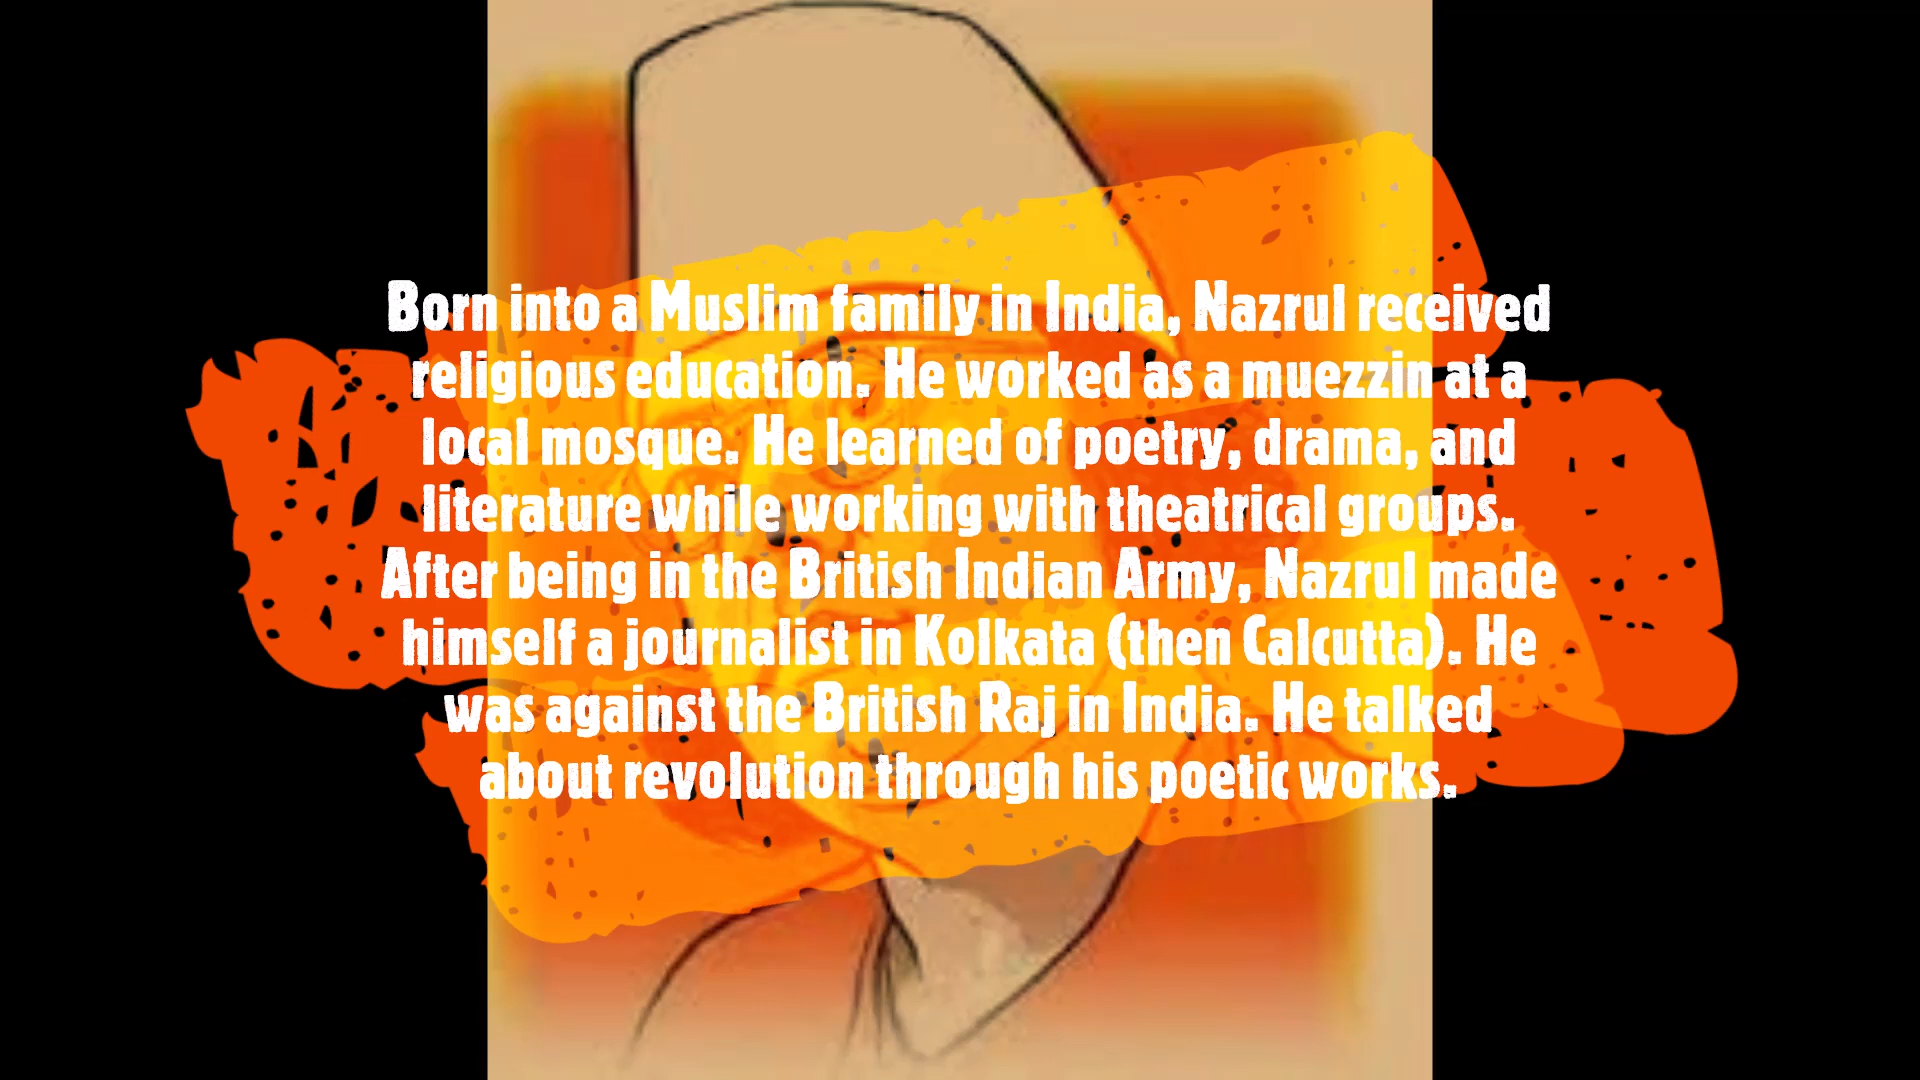 Born into a Muslim family in India, Nazrul received
religious education. He worked as a muezzin at a
local mosque. He learned of poetry, drama, and
literature while working with theatrical groups.
After being in the British Indian Army, Nazrul made
himself a journalist in Kolkata (then Calcutta). He
was against the British Raj in India. He talked
about revolution through his poetic works.